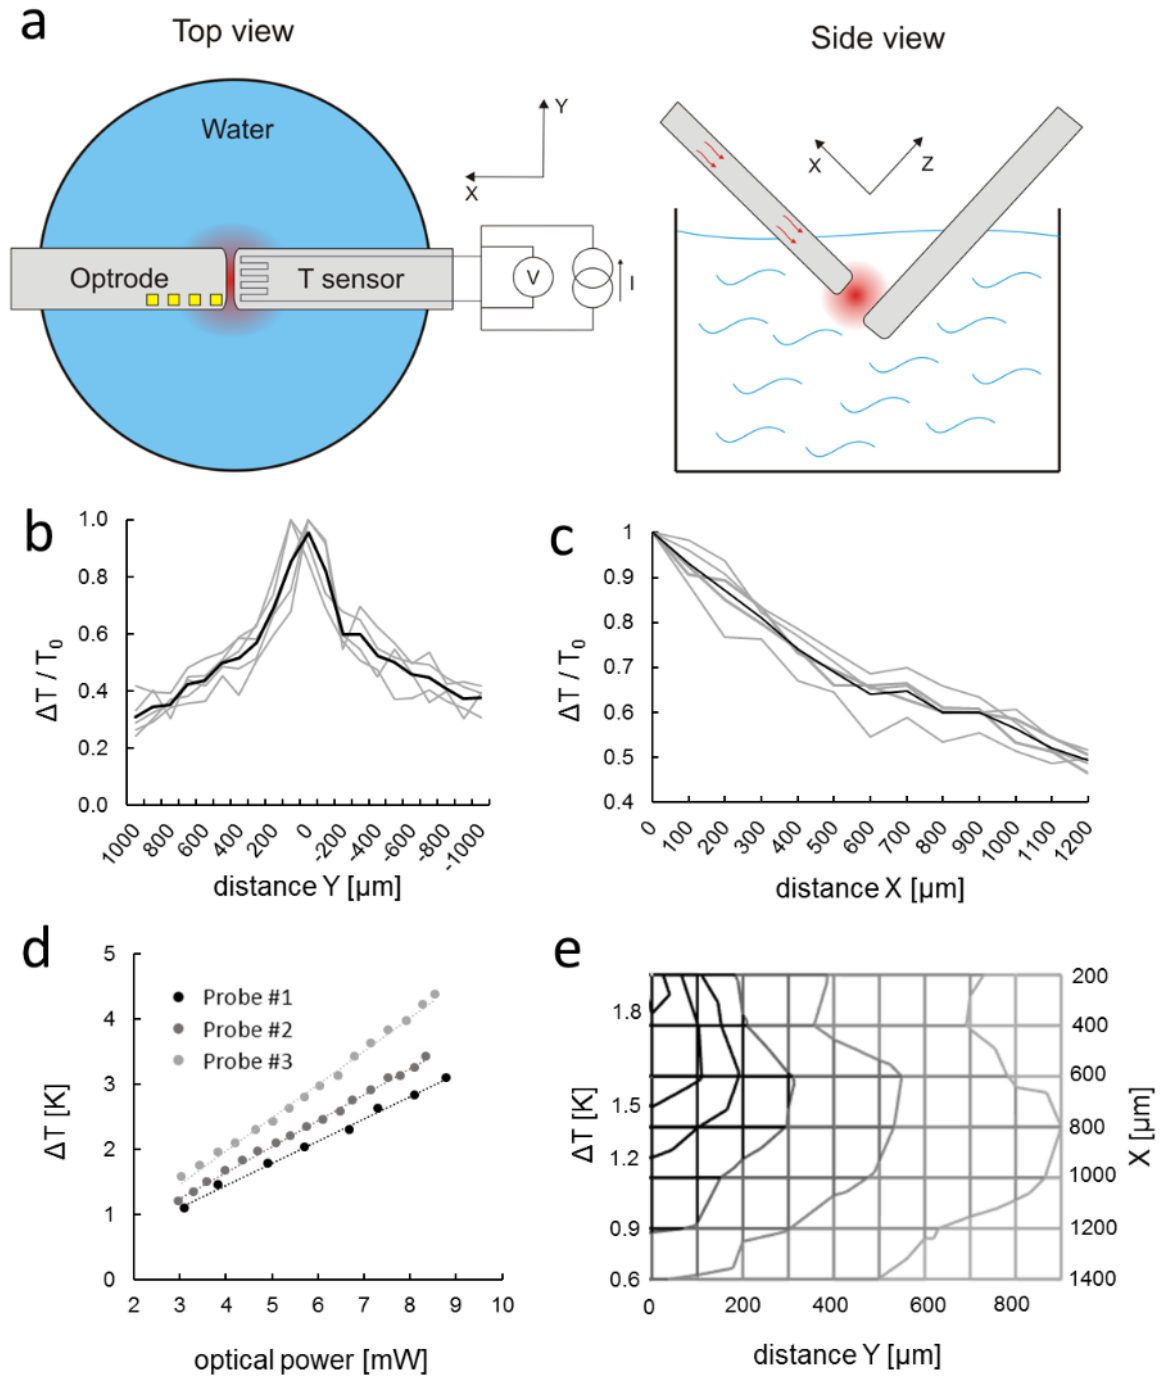 a
Top view
Side view
Water
Y
X
Optrode
T sensor
V
I
X
Z
b
1.0
0.8
0.6
0.4
0.2
0.0
ΔT / T0
1000
800
600
400
200
0
-200
-400
-600
-800
-1000
distance Y [µm]
c
1
0.9
0.8
0.7
0.6
0.5
0.4
ΔT / T0
0
100
200
300
400
500
600
700
800
900
1000
1100
1200
distance X [µm]
d
5
4
3
2
1
0
ΔT [K]
Probe #1
Probe #2
Probe #3
2 3 4 5 6 7 8 9 10
optical power [mW]
e
1.8
1.5
1.2
0.9
0.6
ΔT [K]
200
400
600
800
1000
1200
1400
X [µm]
0 200 400 600 800
distance Y [µm]